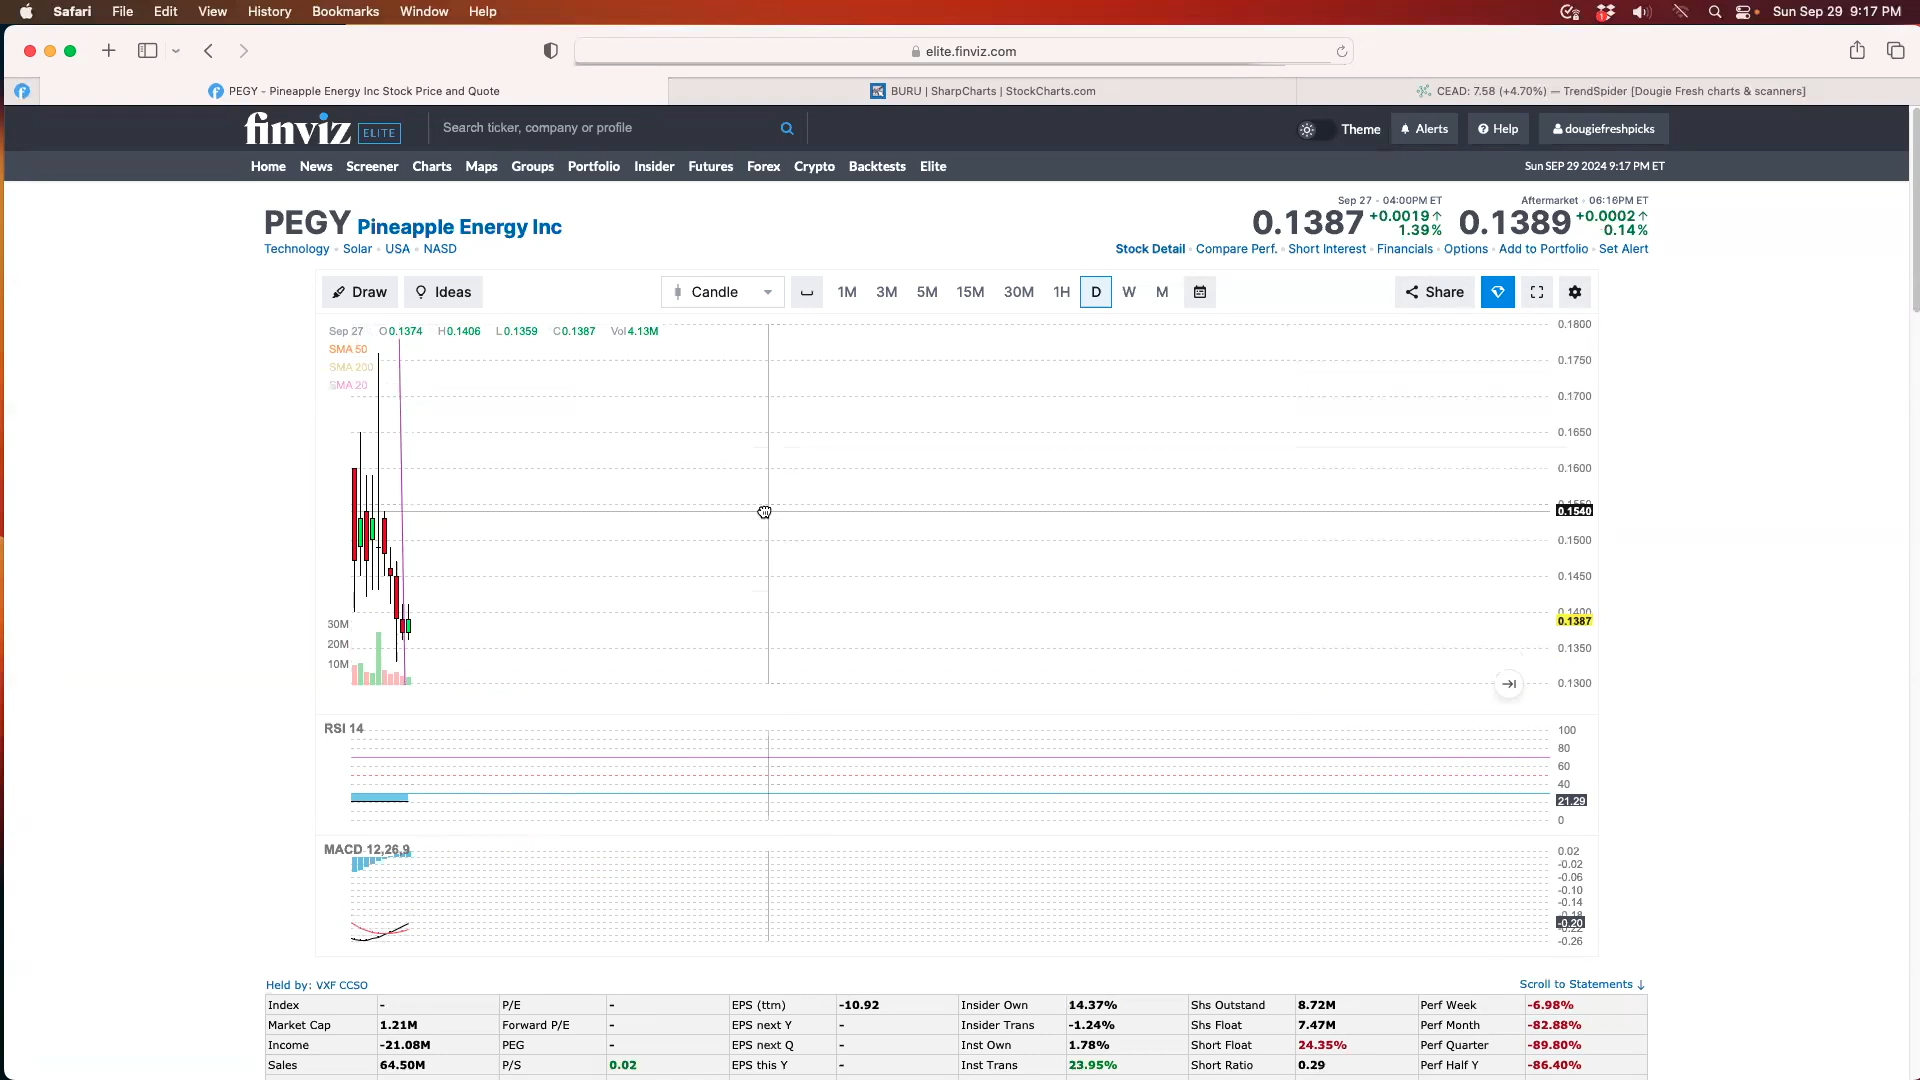 Safari File Edit View History Bookmarks Window Help Sun Sep 29 9:17 PM
elite.finviz.com
PEGY - Pineapple Energy Inc Stock Price and Quote BURU | SharpCharts | StockCharts.com CEAD: 7.58 (+4.70%) — TrendSpider [Dougie Fresh charts & scanners]
finviz ELITE Search ticker, company or profile Theme Alerts Help dougiefreshpicks
Home News Screener Charts Maps Groups Portfolio Insider Futures Forex Crypto Backtests Elite Sun SEP 29 2024 9:17 PM ET
Sep 27 · 04:00PM ET Aftermarket · 06:16PM ET
PEGY Pineapple Energy Inc 0.1387 +0.0019 1.39% 0.1389 +0.0002 0.14%
Technology · Solar · USA · NASD Stock Detail · Compare Perf. · Short Interest · Financials · Options · Add to Portfolio · Set Alert
Draw Ideas Candle 1M 3M 5M 15M 30M 1H D W M Share
Sep 27 O0.1374 H0.1406 L0.1359 C0.1387 Vol4.13M 0.1800
SMA 50
0.1750
SMA 200
SMA 20
0.1700
0.1650
0.1600
0.1550
0.1540
0.1500
0.1450
0.1400
0.1387
30M
20M 0.1350
10M
0.1300
RSI 14 100
80
60
40
21.29
0
MACD 12,26,9 0.02
-0.02
-0.06
-0.10
-0.14
-0.18
-0.20
-0.22
-0.26
Held by: VXF CCSO Scroll to Statements ↓
Index - P/E - EPS (ttm) -10.92 Insider Own 14.37% Shs Outstand 8.72M Perf Week -6.98%
Market Cap 1.21M Forward P/E - EPS next Y - Insider Trans -1.24% Shs Float 7.47M Perf Month -82.88%
Income -21.08M PEG - EPS next Q - Inst Own 1.78% Short Float 24.35% Perf Quarter -89.80%
Sales 64.50M P/S 0.02 EPS this Y - Inst Trans 23.95% Short Ratio 0.29 Perf Half Y -86.40%